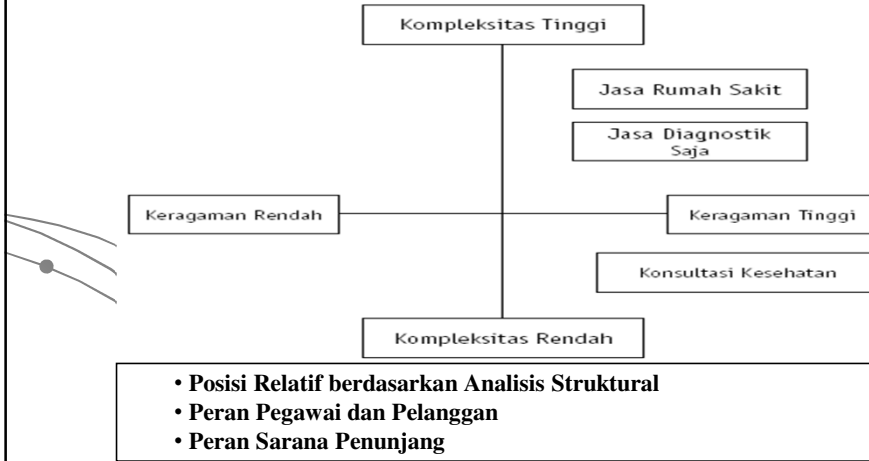 Kompleksitas Tinggi
Jasa Rumah Sakit
Jasa Diagnostik
Saja
Keragaman Rendah
Keragaman Tinggi
Konsultasi Kesehatan
Kompleksitas Rendah
• Posisi Relatif berdasarkan Analisis Struktural
• Peran Pegawai dan Pelanggan
• Peran Sarana Penunjang